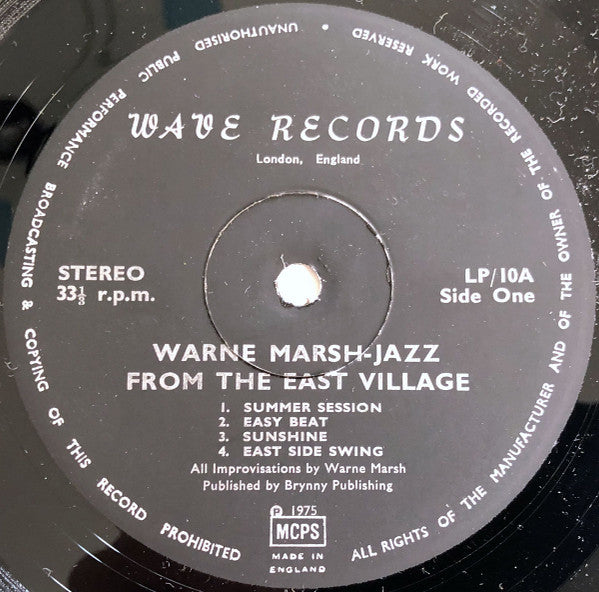 WAVE RECORDS
London, England
STEREO
33⅓ r.p.m.
LP/10A
Side One
WARNE MARSH-JAZZ
FROM THE EAST VILLAGE
1. SUMMER SESSION
2. EASY BEAT
3. SUNSHINE
4. EAST SIDE SWING
All Improvisations by Warne Marsh
Published by Brynny Publishing
℗ 1975
MCPS
MADE IN
ENGLAND
ALL RIGHTS OF THE MANUFACTURER AND OF THE OWNER OF THE RECORDED WORK RESERVED
UNAUTHORISED PUBLIC PERFORMANCE BROADCASTING & COPYING OF THIS RECORD PROHIBITED